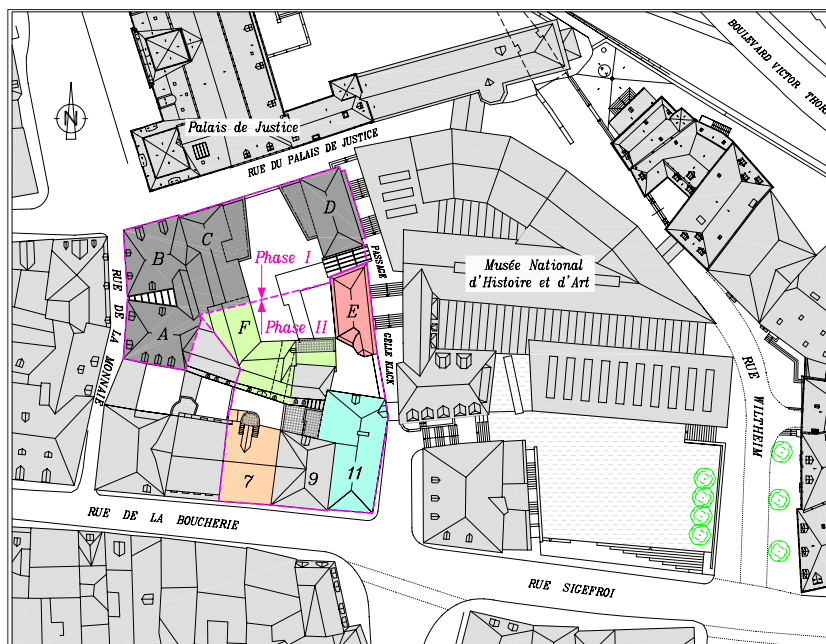 BOULEVARD VICTOR THOR
N
Palais de Justice
RUE DU PALAIS DE JUSTICE
D
C
B
PASSAGE
Phase I
Musée National
d'Histoire et d'Art
RUE DE LA MONNAIE
E
F
Phase II
A
CELLE KLACK
RUE WILTHEIM
9
11
7
RUE DE LA BOUCHERIE
RUE SIGEFROI